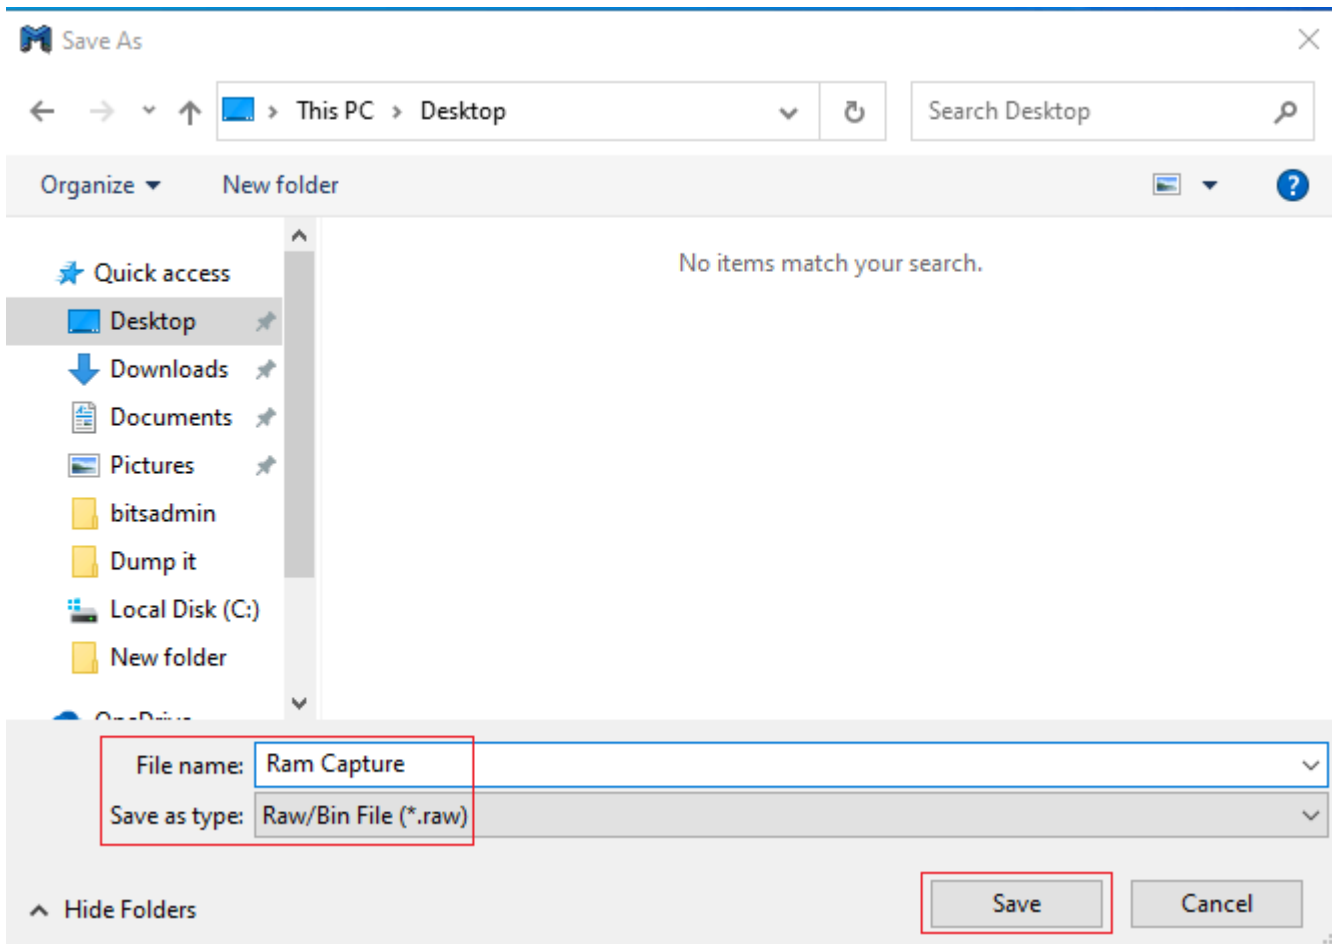 Save As
This PC > Desktop
Search Desktop
Organize
New folder
?
No items match your search.
Quick access
Desktop
Downloads
Documents
Pictures
bitsadmin
Dump it
Local Disk (C:)
New folder
OneDrive
File name: Ram Capture
Save as type: Raw/Bin File (*.raw)
Hide Folders
Save
Cancel